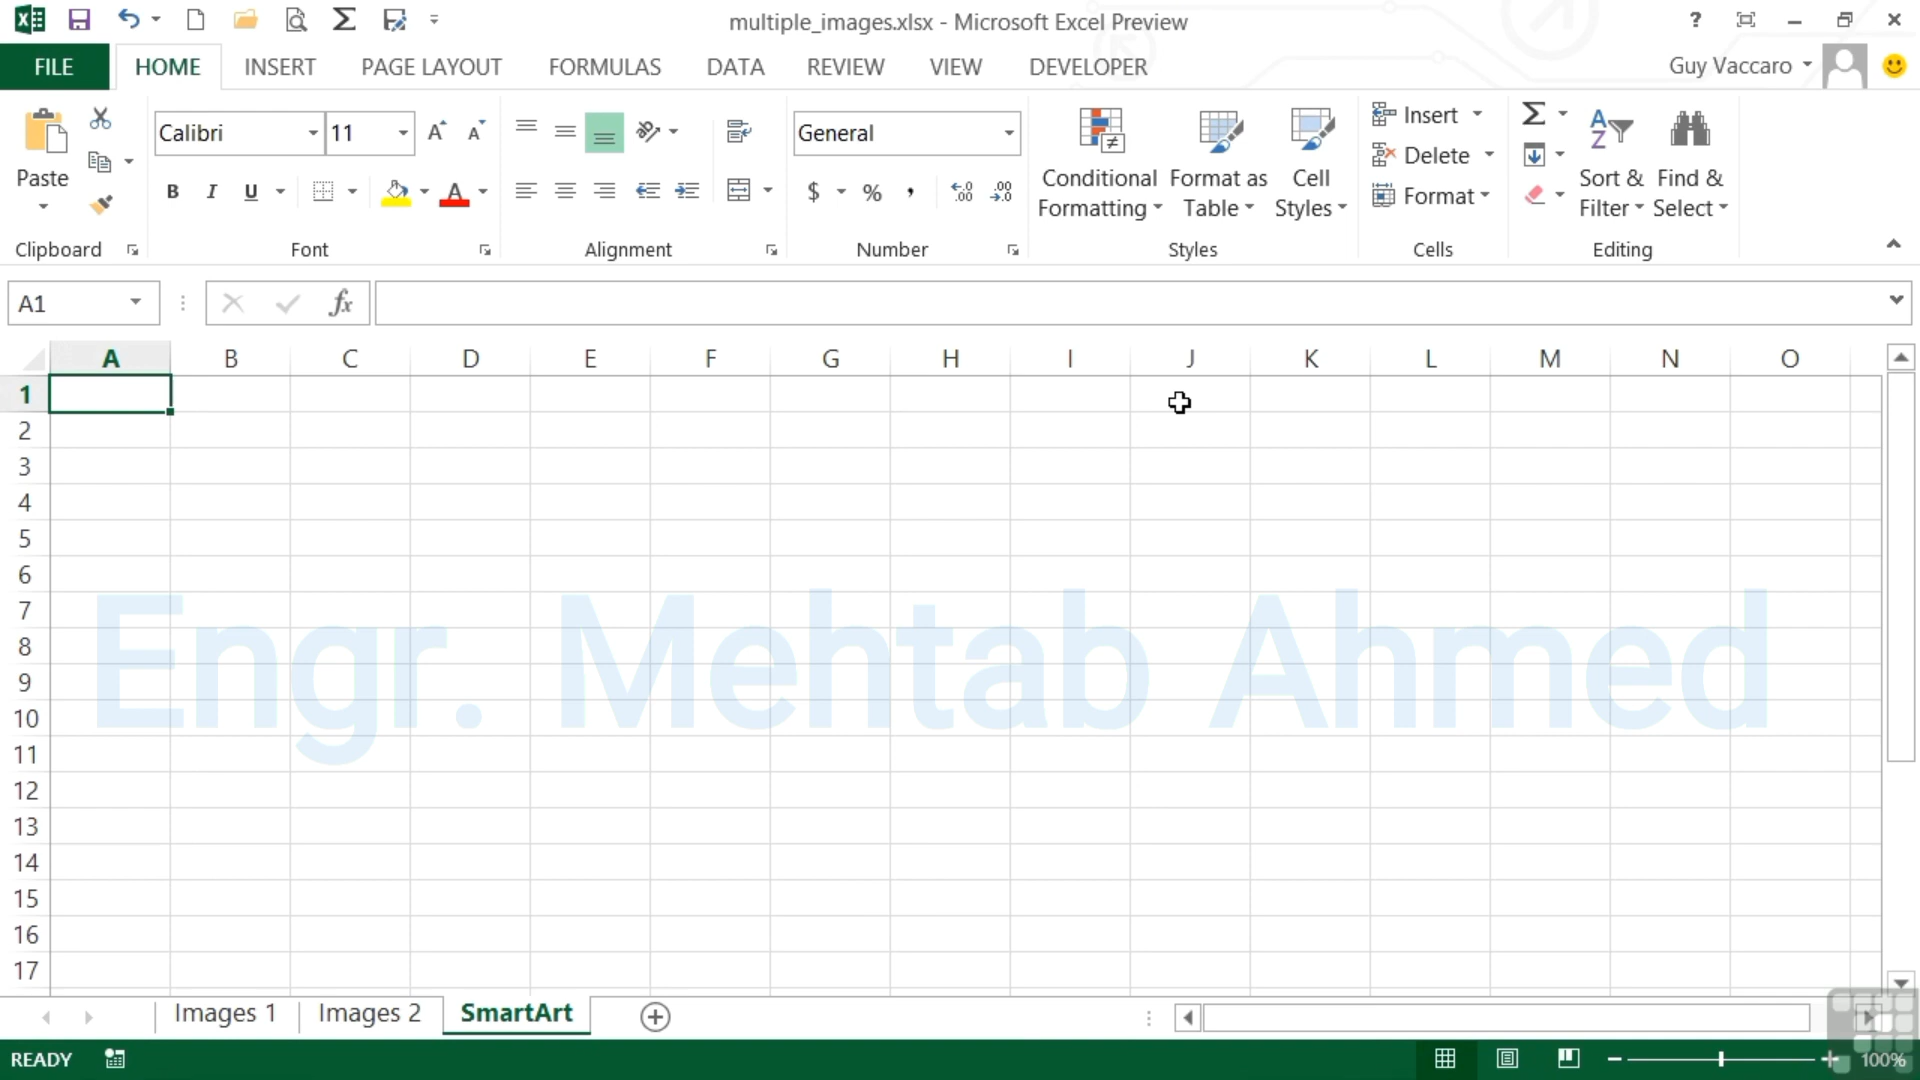 multiple_images.xlsx - Microsoft Excel Preview
?
FILE HOME INSERT PAGE LAYOUT FORMULAS DATA REVIEW VIEW DEVELOPER Guy Vaccaro
Paste
Clipboard
Calibri 11 A A
B I U A
Font
Alignment
General
$ % , .00 .00
Number
Conditional Formatting
Format as Table
Cell Styles
Styles
Insert
Delete
Format
Cells
Σ
Sort & Filter
Find & Select
Editing
A1 fx
A B C D E F G H I J K L M N O
1
2
3
4
5
6
7
8
9
10
11
12
13
14
15
16
17
Engr. Mehtab Ahmed
Images 1 Images 2 SmartArt
READY 100%